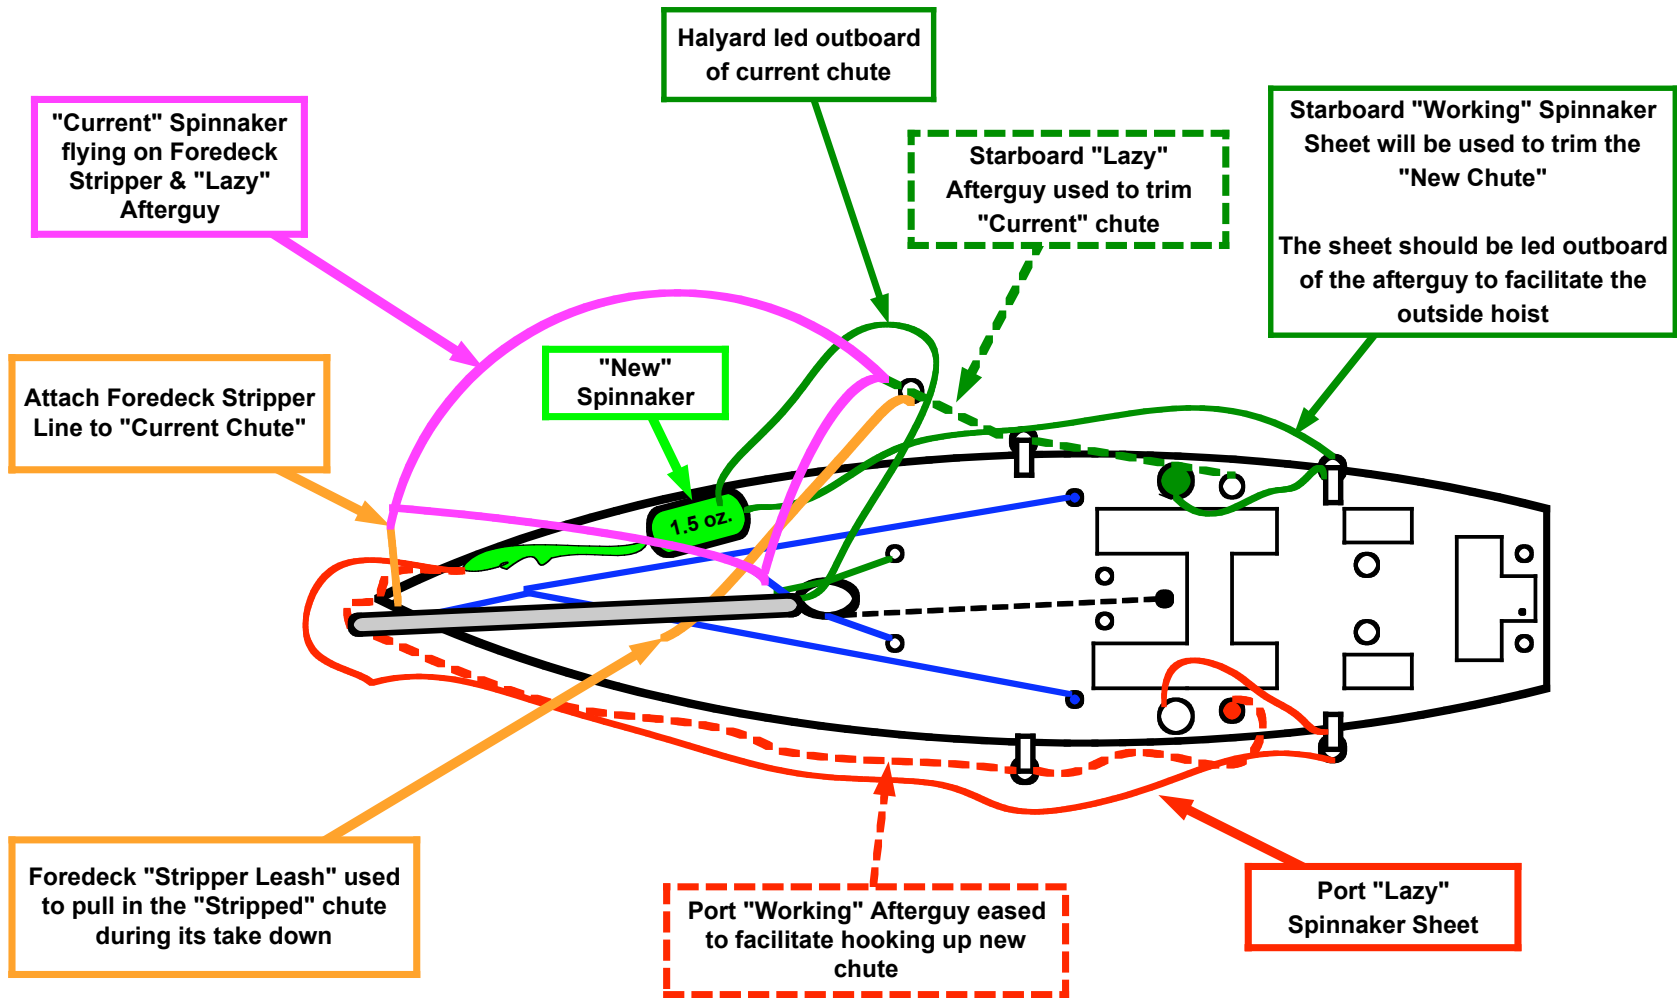 Halyard led outboard
of current chute
"Current" Spinnaker
flying on Foredeck
Stripper & "Lazy"
Afterguy
Starboard "Lazy"
Afterguy used to trim
"Current" chute
Starboard "Working" Spinnaker
Sheet will be used to trim the
"New Chute"
The sheet should be led outboard
of the afterguy to facilitate the
outside hoist
"New"
Spinnaker
Attach Foredeck Stripper
Line to "Current Chute"
1.5 oz.
Foredeck "Stripper Leash" used
to pull in the "Stripped" chute
during its take down
Port "Working" Afterguy eased
to facilitate hooking up new
chute
Port "Lazy"
Spinnaker Sheet